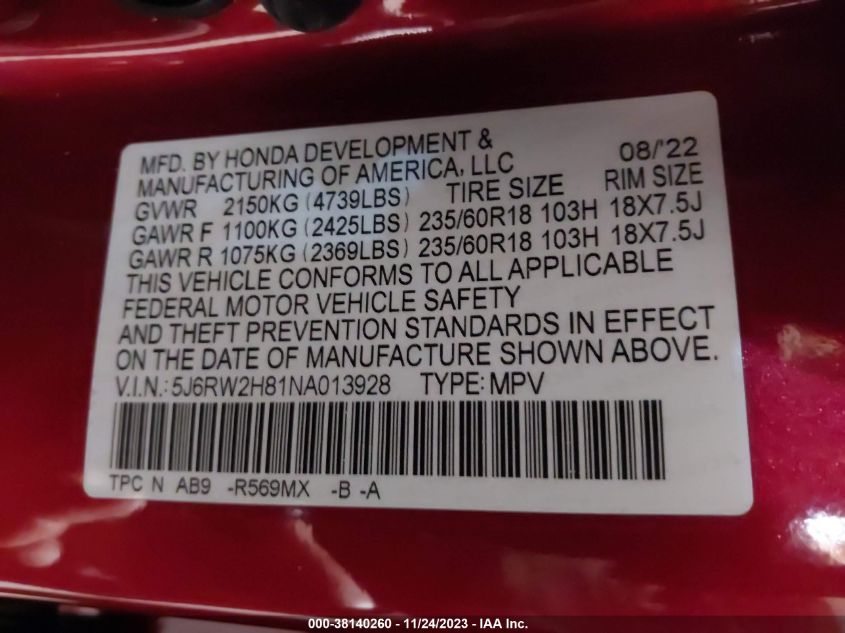 MFD. BY HONDA DEVELOPMENT & 08/'22
MANUFACTURING OF AMERICA, LLC
GVWR 2150KG (4739LBS) TIRE SIZE RIM SIZE
GAWR F 1100KG (2425LBS) 235/60R18 103H 18X7.5J
GAWR R 1075KG (2369LBS) 235/60R18 103H 18X7.5J
THIS VEHICLE CONFORMS TO ALL APPLICABLE
FEDERAL MOTOR VEHICLE SAFETY
AND THEFT PREVENTION STANDARDS IN EFFECT
ON THE DATE OF MANUFACTURE SHOWN ABOVE.
V.I.N.: 5J6RW2H81NA013928 TYPE: MPV
TPC N AB9 -R569MX -B -A
000-38140260 - 11/24/2023 - IAA Inc.